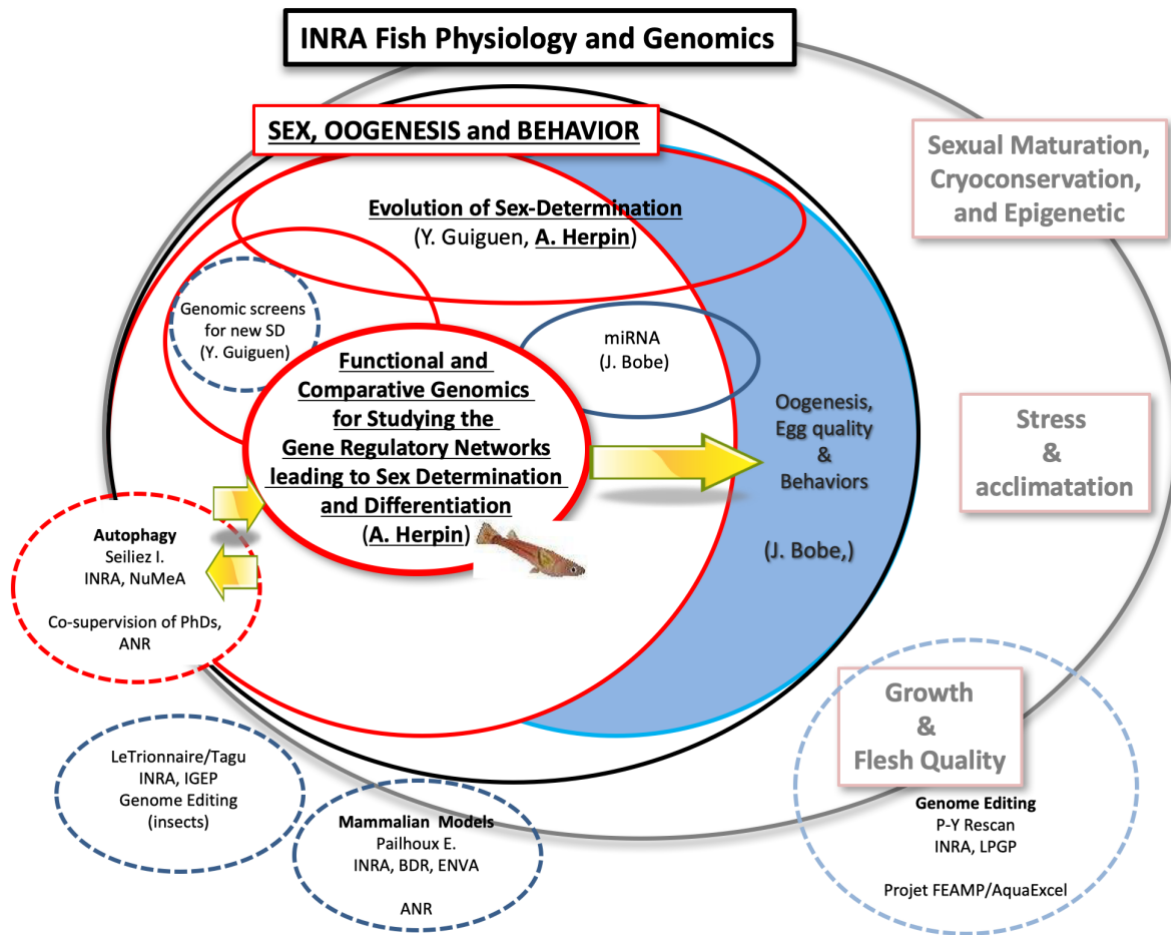 INRA Fish Physiology and Genomics
SEX, OOGENESIS and BEHAVIOR
Sexual Maturation,
Cryoconservation,
and Epigenetic
Evolution of Sex-Determination
(Y. Guiguen, A. Herpin)
Genomic screens
for new SD
(Y. Guiguen)
miRNA
(J. Bobe)
Functional and
Comparative Genomics
for Studying the
Gene Regulatory Networks
leading to Sex Determination
and Differentiation
(A. Herpin)
Oogenesis,
Egg quality
&
Behaviors
(J. Bobe,)
Stress
&
acclimatation
Autophagy
Seiliez I.
INRA, NuMeA
Co-supervision of PhDs,
ANR
Growth
&
Flesh Quality
LeTrionnaire/Tagu
INRA, IGEP
Genome Editing
(insects)
Mammalian Models
Pailhoux E.
INRA, BDR, ENVA
ANR
Genome Editing
P-Y Rescan
INRA, LPGP
Projet FEAMP/AquaExcel